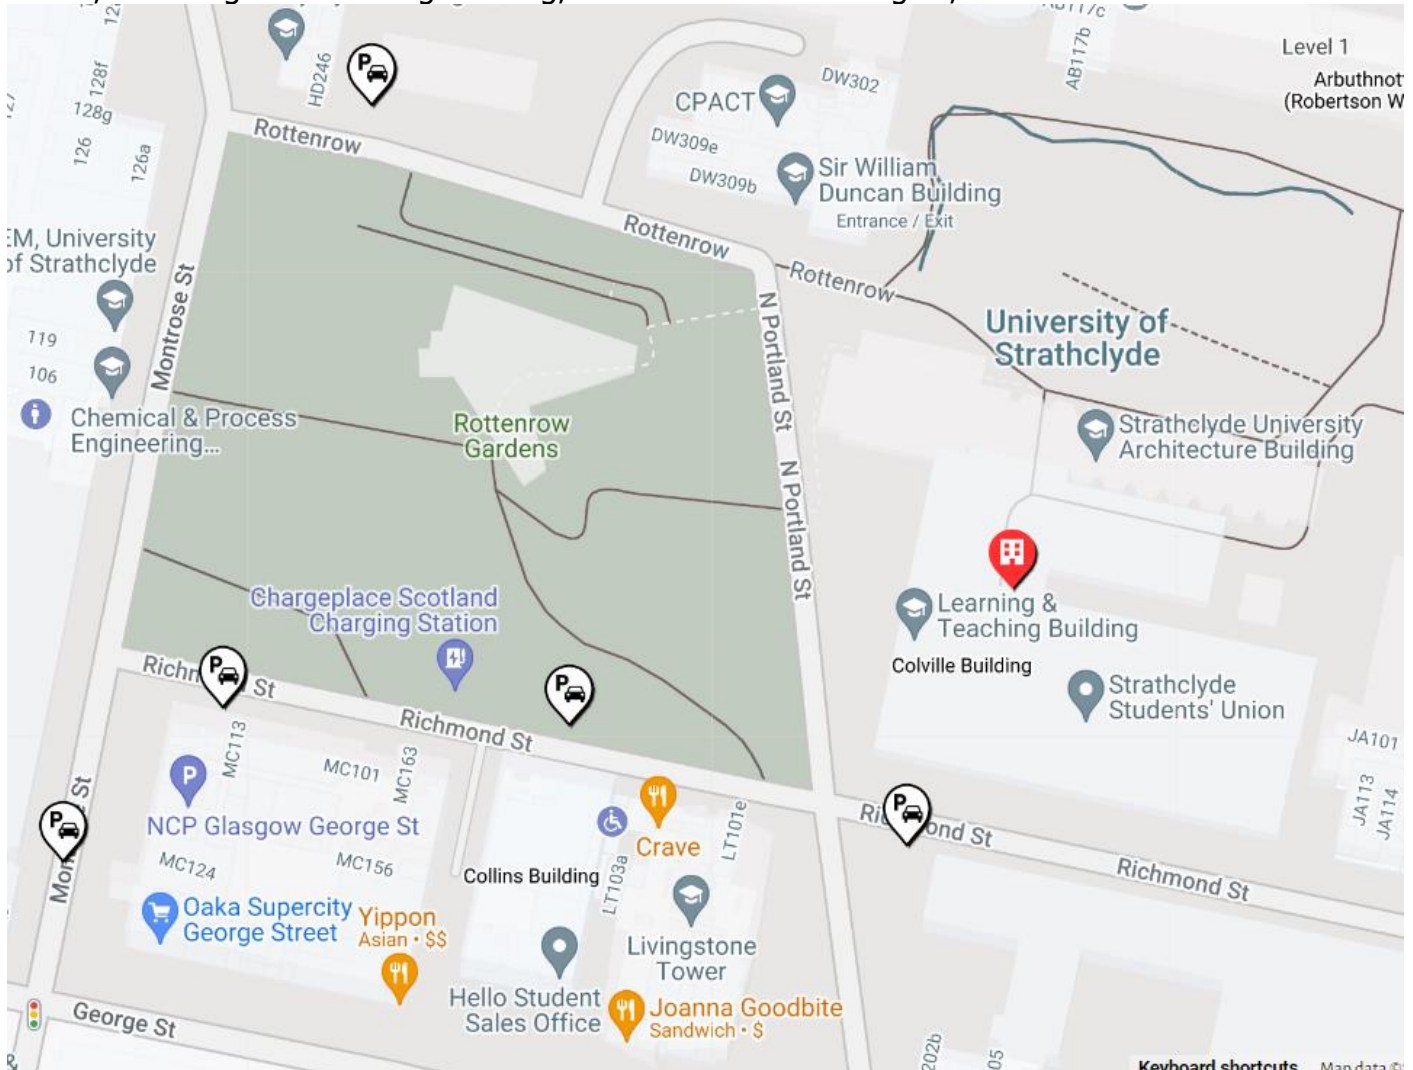 Level 1
Arbuthnot
(Robertson W
AB117b
HD246
128f
128g
126
126a
Rottenrow
CPACT
DW302
DW309e
DW309b
Sir William
Duncan Building
Entrance / Exit
Rottenrow
Rottenrow
EM, University
of Strathclyde
Montrose St
N Portland St
University of
Strathclyde
119
106
Chemical & Process
Engineering...
Rottenrow
Gardens
Strathclyde University
Architecture Building
N Portland St
Chargeplace Scotland
Charging Station
Learning &
Teaching Building
Colville Building
Strathclyde
Students' Union
St
Richmond St
MC113
MC101
MC163
JA101
JA113
JA114
P
NCP Glasgow George St
MC124
MC156
St
Crave
LT101e
LT103a
Collins Building
Richmond St
Oaka Supercity
George Street
Yippon
Asian • $$
Livingstone
Tower
Hello Student
Sales Office
Joanna Goodbite
Sandwich • $
George St
202b
05
Keyboard shortcuts
Map data ©
P
P
P
P
P